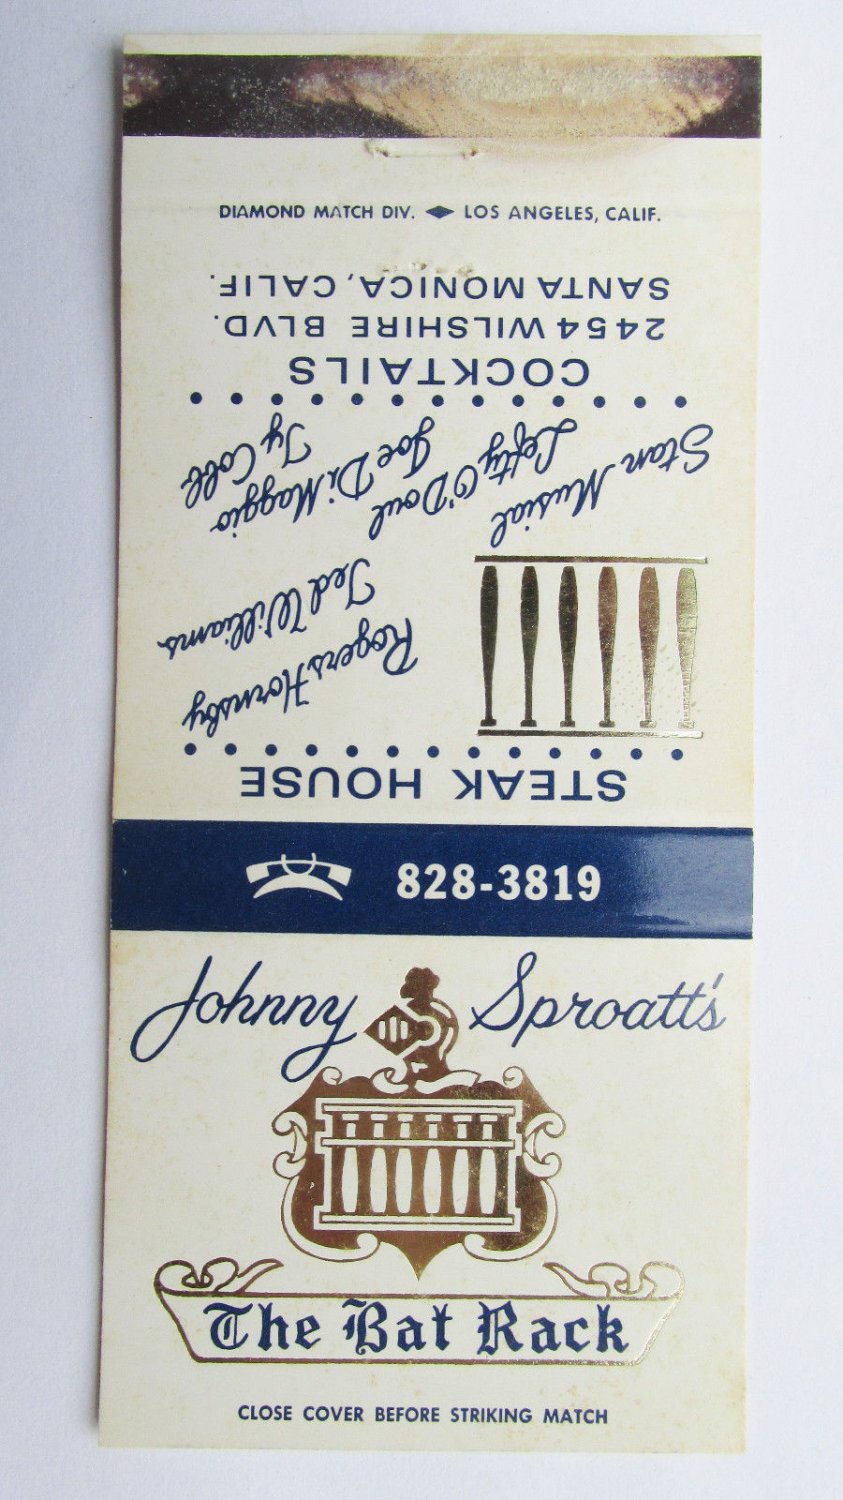 DIAMOND MATCH DIV. LOS ANGELES, CALIF.
STEAK HOUSE
Rogers Hornsby
Ted Williams
Stan Musial
Lefty O'Doul
Joe DiMaggio
Ty Cobb
COCKTAILS
2454 WILSHIRE BLVD.
SANTA MONICA, CALIF.
828-3819
Johnny Sproatt's
The Bat Rack
CLOSE COVER BEFORE STRIKING MATCH